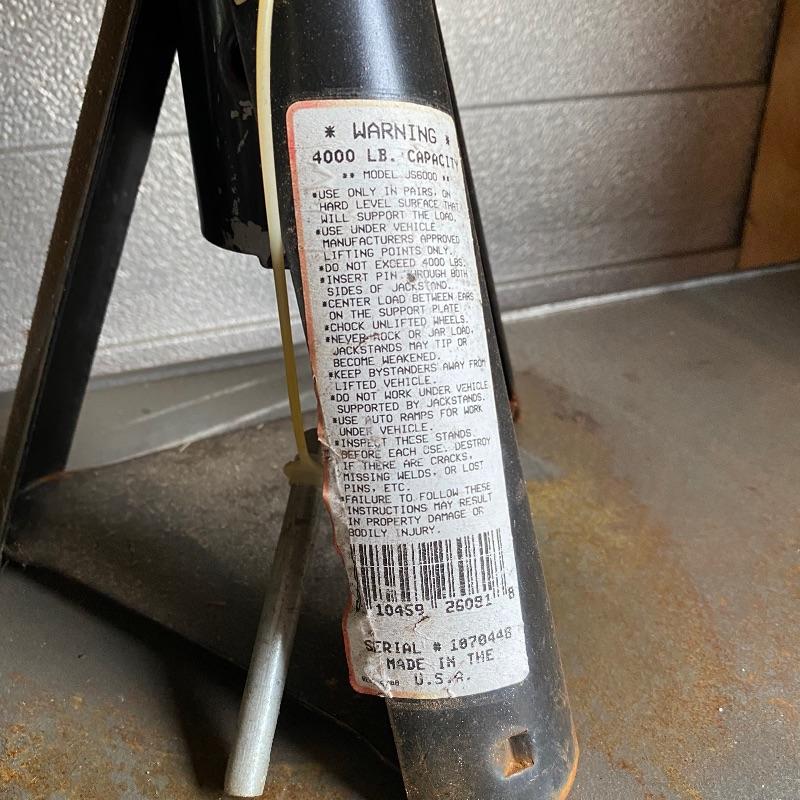 * WARNING *
4000 LB. CAPACITY
** MODEL JS6000 **
*USE ONLY IN PAIRS, ON
HARD LEVEL SURFACE THAT
WILL SUPPORT THE LOAD.
*USE UNDER VEHICLE
MANUFACTURERS APPROVED
LIFTING POINTS ONLY.
*DO NOT EXCEED 4000 LBS.
*INSERT PIN THROUGH BOTH
SIDES OF JACKSTAND.
*CENTER LOAD BETWEEN EARS
ON THE SUPPORT PLATE
*CHOCK UNLIFTED WHEELS.
*NEVER ROCK OR JAR LOAD,
JACKSTANDS MAY TIP OR
BECOME WEAKENED.
*KEEP BYSTANDERS AWAY FROM
LIFTED VEHICLE.
*DO NOT WORK UNDER VEHICLE
SUPPORTED BY JACKSTANDS.
*USE AUTO RAMPS FOR WORK
UNDER VEHICLE.
*INSPECT THESE STANDS
BEFORE EACH USE. DESTROY
IF THERE ARE CRACKS,
MISSING WELDS, OR LOST
PINS, ETC.
*FAILURE TO FOLLOW THESE
INSTRUCTIONS MAY RESULT
IN PROPERTY DAMAGE OR
BODILY INJURY.
10459 26091 8
SERIAL # 1070448
MADE IN THE
U.S.A.